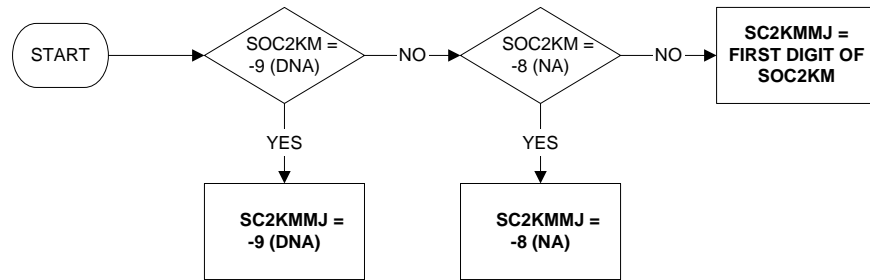 START
SOC2KM =
-9 (DNA)
NO
SOC2KM =
-8 (NA)
NO
SC2KMMJ =
FIRST DIGIT OF
SOC2KM
YES
YES
SC2KMMJ =
-9 (DNA)
SC2KMMJ =
-8 (NA)